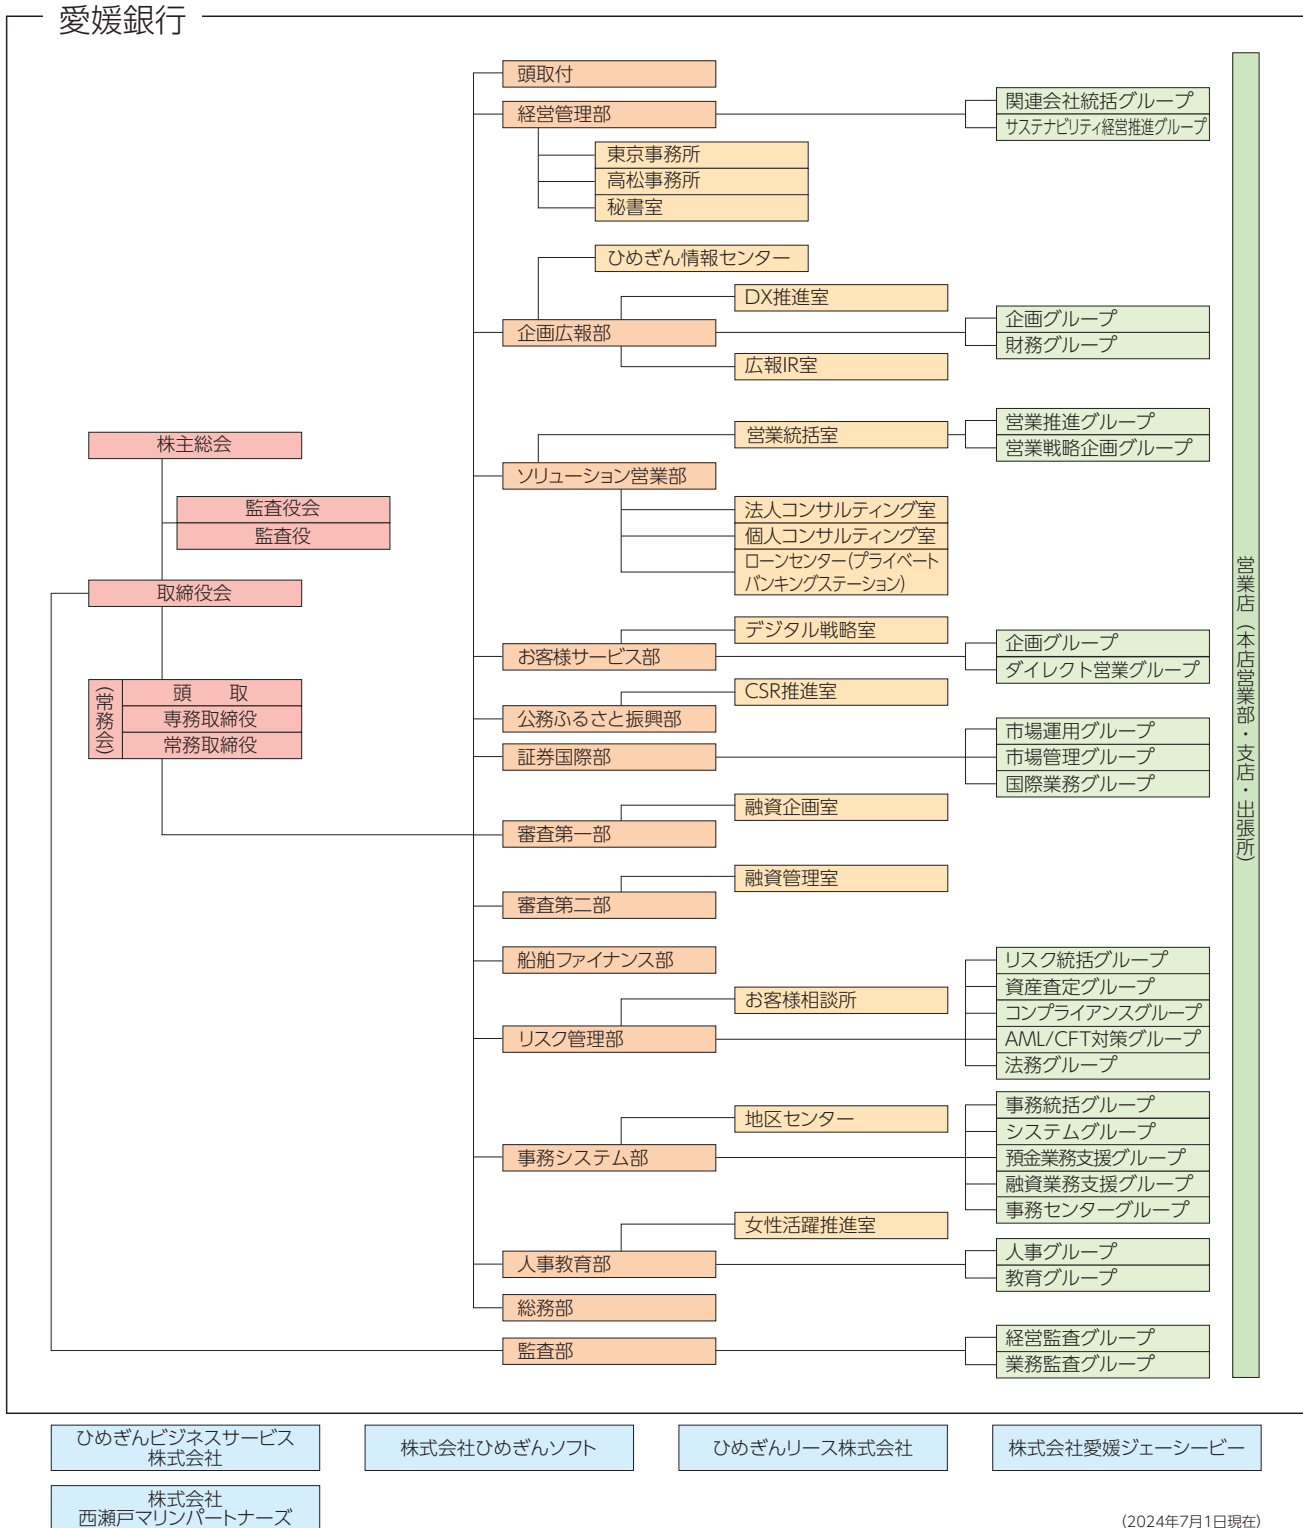 愛媛銀行
頭取付
経営管理部
関連会社統括グループ
サステナビリティ経営推進グループ
東京事務所
高松事務所
秘書室
ひめぎん情報センター
DX推進室
企画広報部
企画グループ
財務グループ
広報IR室
営業統括室
営業推進グループ
営業戦略企画グループ
ソリューション営業部
法人コンサルティング室
個人コンサルティング室
ローンセンター(プライベート
バンキングステーション)
株主総会
監査役会
監査役
取締役会
(常務会)
頭　取
専務取締役
常務取締役
デジタル戦略室
お客様サービス部
企画グループ
ダイレクト営業グループ
CSR推進室
公務ふるさと振興部
証券国際部
市場運用グループ
市場管理グループ
国際業務グループ
融資企画室
審査第一部
融資管理室
審査第二部
船舶ファイナンス部
お客様相談所
リスク管理部
リスク統括グループ
資産査定グループ
コンプライアンスグループ
AML/CFT対策グループ
法務グループ
地区センター
事務システム部
事務統括グループ
システムグループ
預金業務支援グループ
融資業務支援グループ
事務センターグループ
女性活躍推進室
人事教育部
人事グループ
教育グループ
総務部
監査部
経営監査グループ
業務監査グループ
営業店(本店営業部・支店・出張所)
ひめぎんビジネスサービス
株式会社
株式会社ひめぎんソフト
ひめぎんリース株式会社
株式会社愛媛ジェーシービー
株式会社
西瀬戸マリンパートナーズ
(2024年7月1日現在)